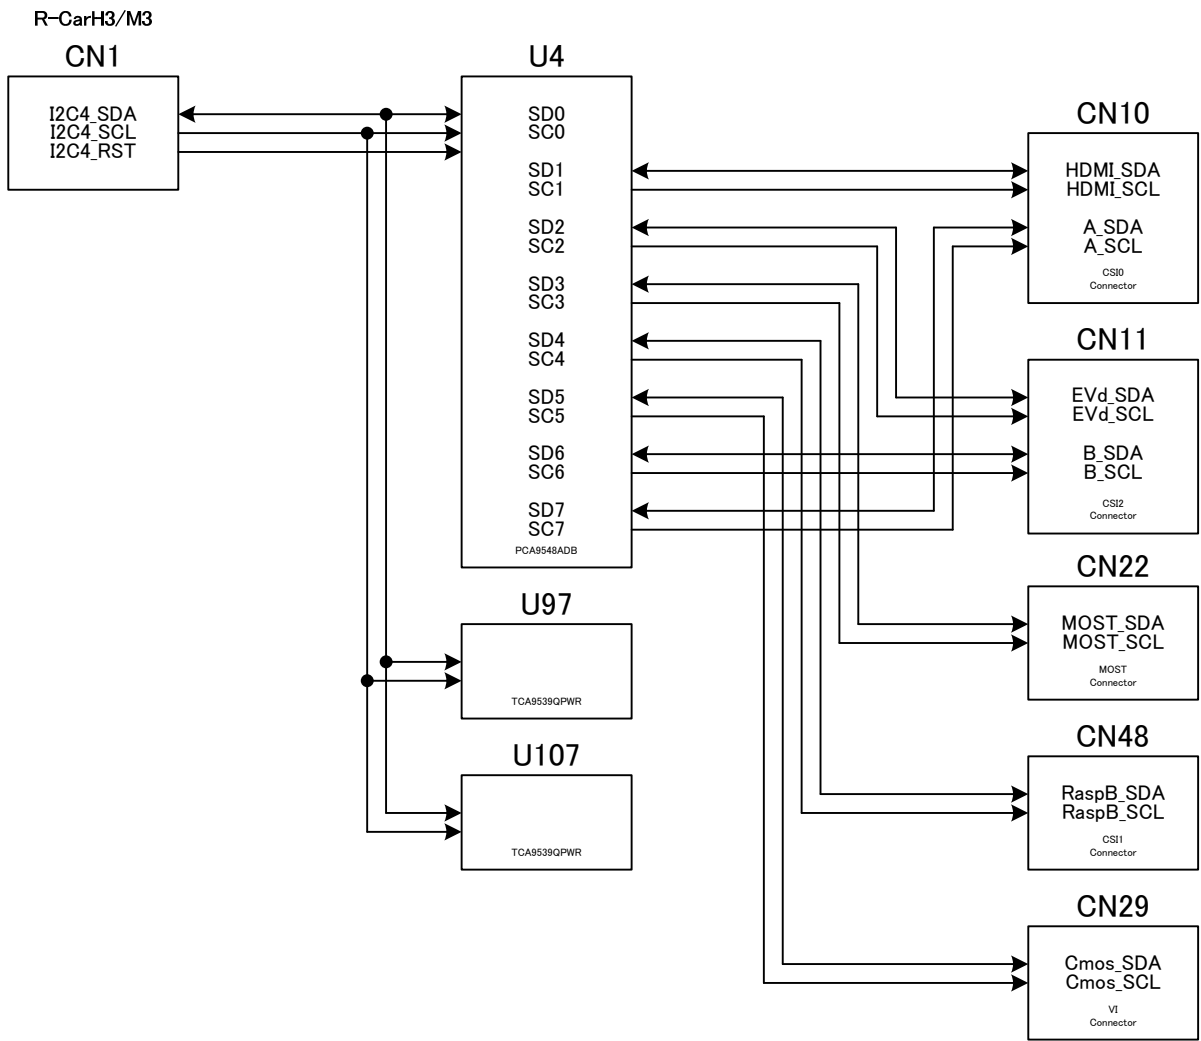 R-CarH3/M3
CN1
I2C4_SDA
I2C4_SCL
I2C4_RST
U4
SD0
SC0
SD1
SC1
SD2
SC2
SD3
SC3
SD4
SC4
SD5
SC5
SD6
SC6
SD7
SC7
PCA9548ADB
U97
TCA9539QPWR
U107
TCA9539QPWR
CN10
HDMI_SDA
HDMI_SCL
A_SDA
A_SCL
CSI0
Connector
CN11
EVd_SDA
EVd_SCL
B_SDA
B_SCL
CSI2
Connector
CN22
MOST_SDA
MOST_SCL
MOST
Connector
CN48
RaspB_SDA
RaspB_SCL
CSI1
Connector
CN29
Cmos_SDA
Cmos_SCL
VI
Connector